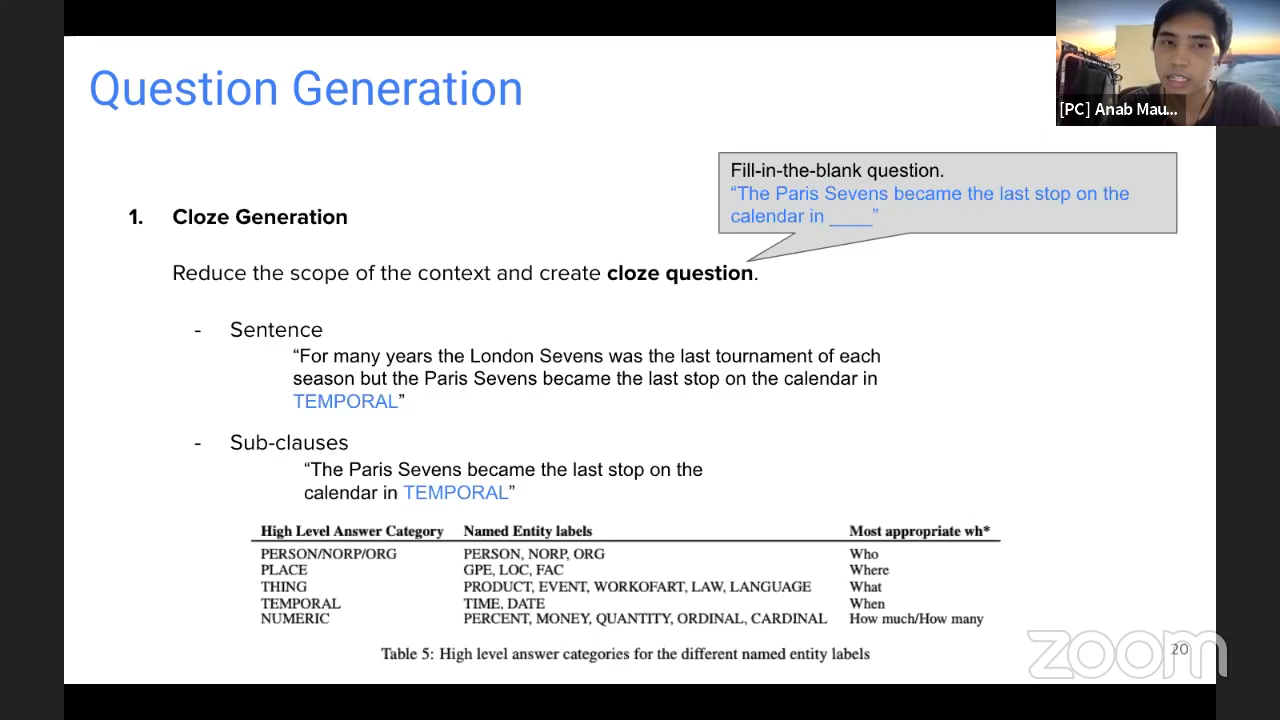 Question Generation
[PC] Anab Mau...
Fill-in-the-blank question.
“The Paris Sevens became the last stop on the
calendar in ____”
1. Cloze Generation
Reduce the scope of the context and create cloze question.
- Sentence
“For many years the London Sevens was the last tournament of each
season but the Paris Sevens became the last stop on the calendar in
TEMPORAL”
- Sub-clauses
“The Paris Sevens became the last stop on the
calendar in TEMPORAL”
High Level Answer Category Named Entity labels Most appropriate wh*
PERSON/NORP/ORG PERSON, NORP, ORG Who
PLACE GPE, LOC, FAC Where
THING PRODUCT, EVENT, WORKOFART, LAW, LANGUAGE What
TEMPORAL TIME, DATE When
NUMERIC PERCENT, MONEY, QUANTITY, ORDINAL, CARDINAL How much/How many
Table 5: High level answer categories for the different named entity labels
20
zoom